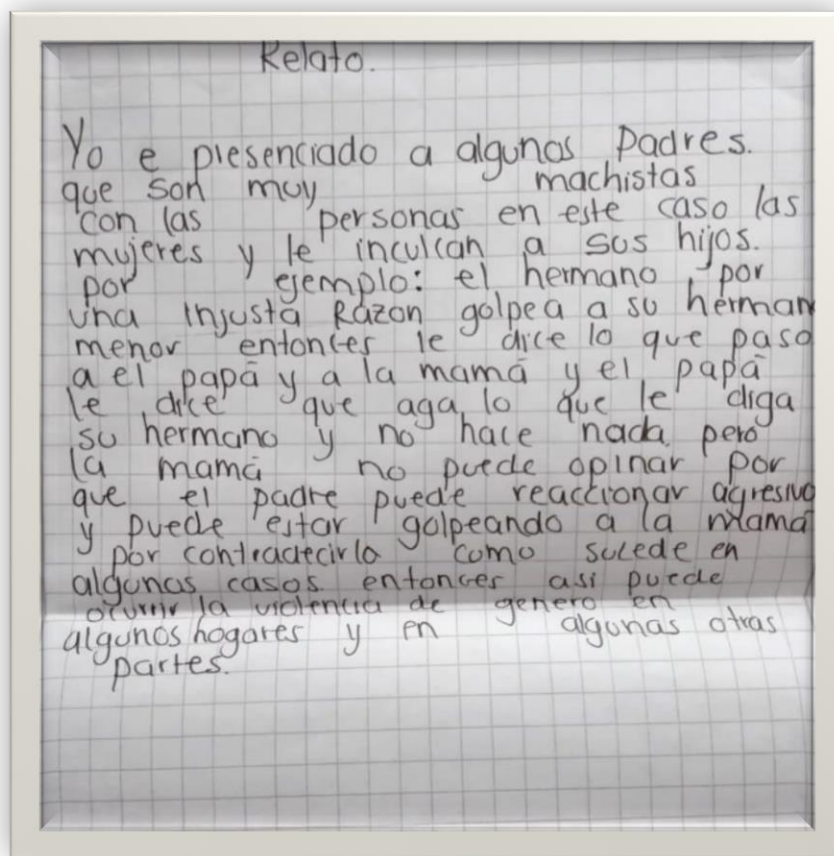 Relato.
Yo e presenciado a algunos Padres.
que son muy machistas
con las personas en este caso las
mujeres y le inculcan a sus hijos.
por ejemplo: el hermano por
una injusta Razon golpea a su herman
menor entonces le dice lo que paso
a el papá y a la mamá y el papá
le dice que aga lo que le diga
su hermano y no hace nada pero
la mamá no puede opinar por
que el padre puede reaccionar agresivo
y puede estar golpeando a la mamá
por contradecirlo como sucede en
algunas casos entonces asi puede
ocurrir la violencia de genero en
algunos hogares y en algunas otras
partes.